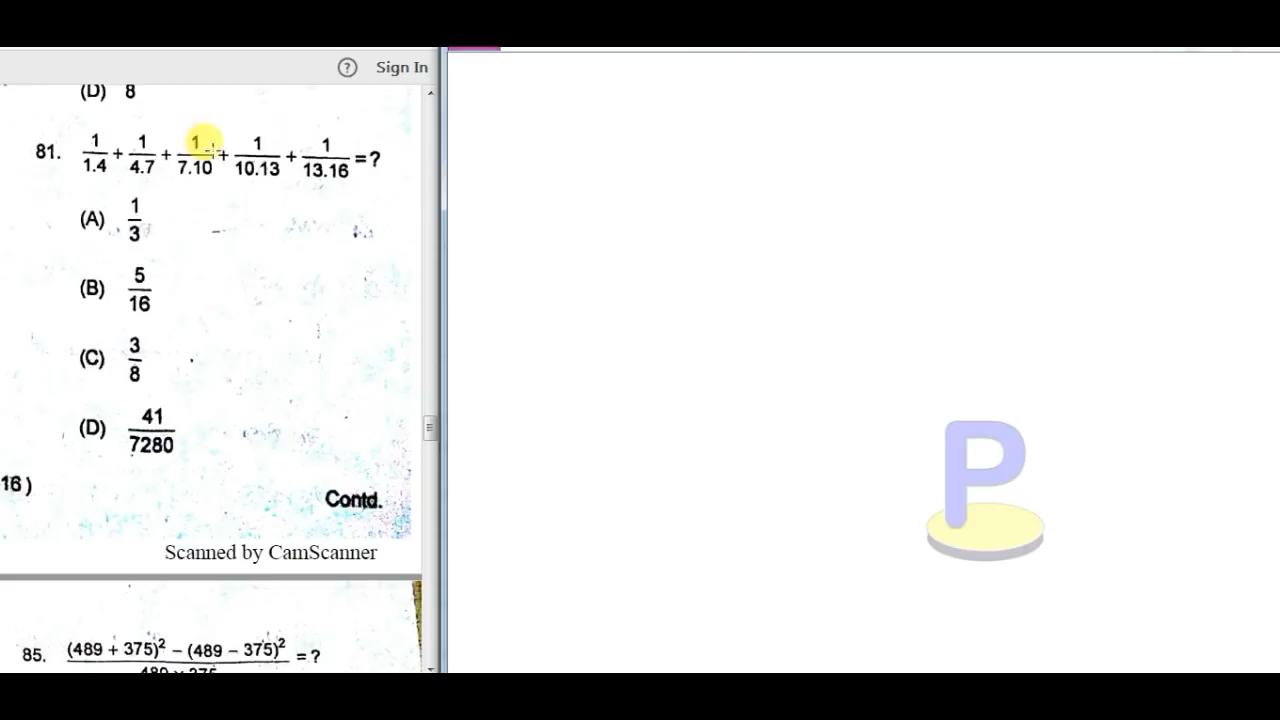 Sign In
(D) 8
81. 1/1.4 + 1/4.7 + 1/7.10 + 1/10.13 + 1/13.16 = ?
(A) 1/3
(B) 5/16
(C) 3/8
(D) 41/7280
16)
Contd.
Scanned by CamScanner
85. (489 + 375)² − (489 − 375)² / 489 × 375 = ?
P